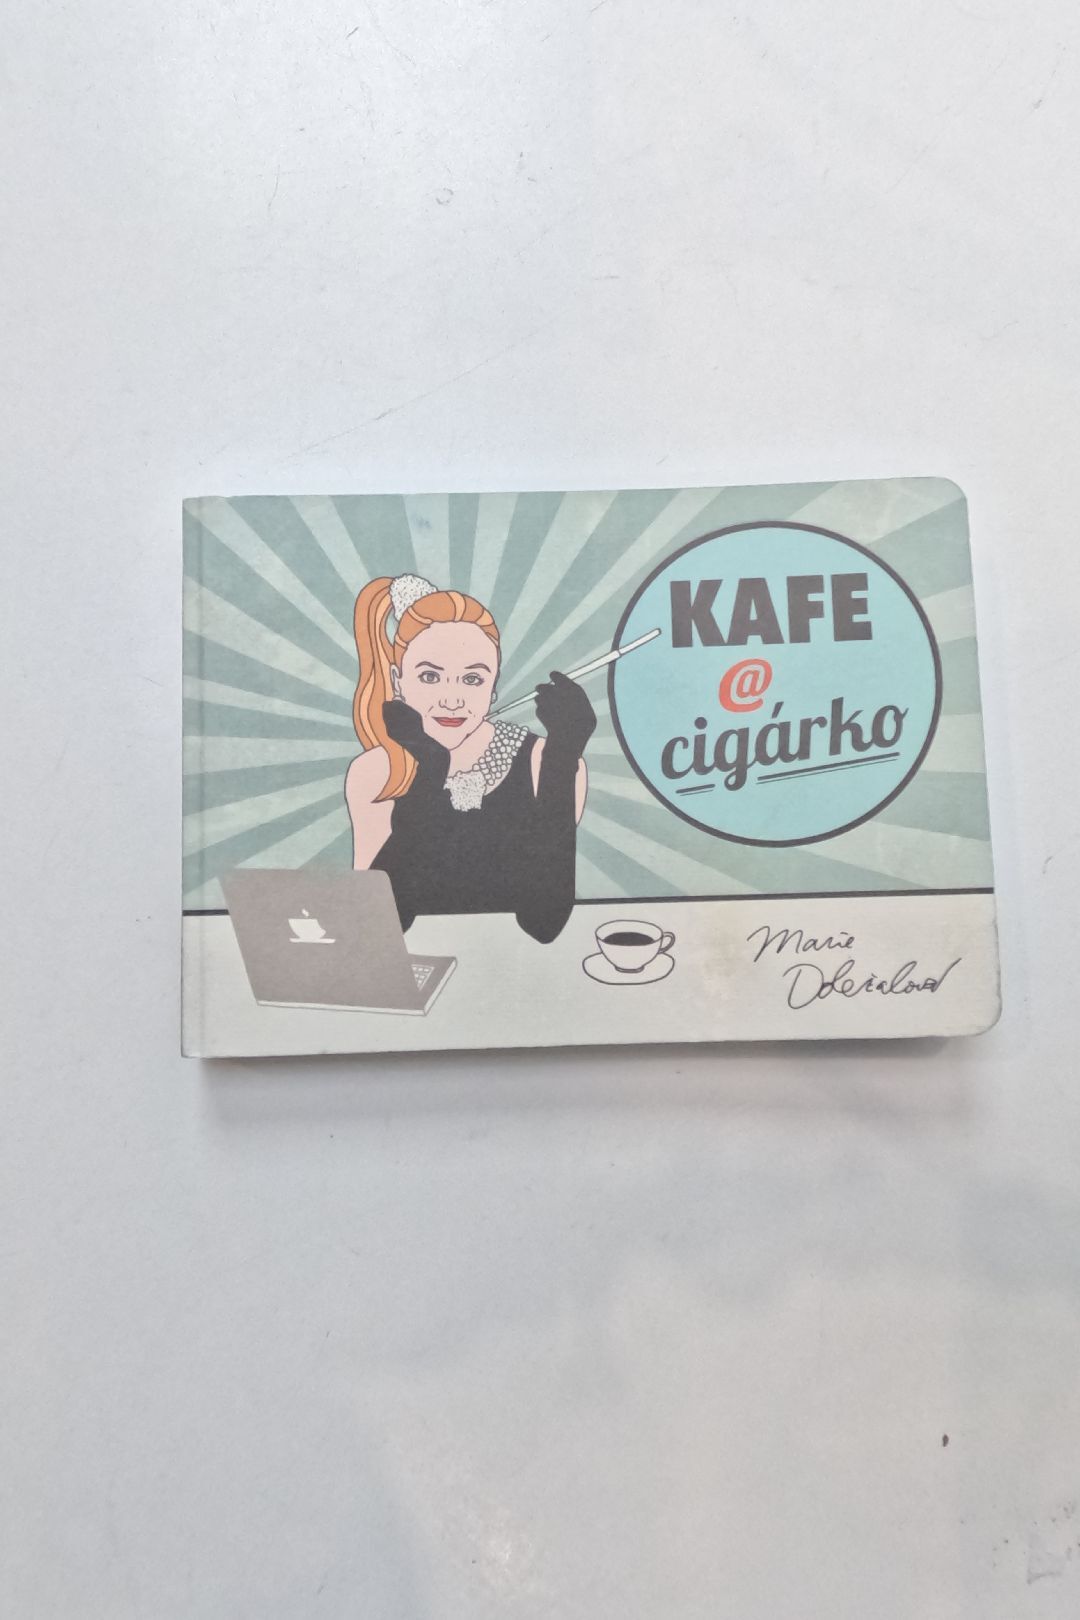 KAFE
@
cigárko
Marie
Doležalová